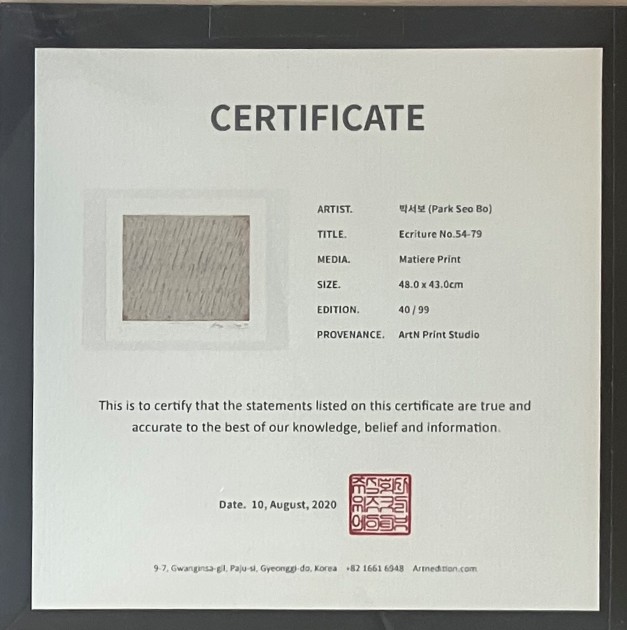 CERTIFICATE
ARTIST. 박서보 (Park Seo Bo)
TITLE. Ecriture No.54-79
MEDIA. Matiere Print
SIZE. 48.0 x 43.0cm
EDITION. 40 / 99
PROVENANCE. ArtN Print Studio
This is to certify that the statements listed on this certificate are true and
accurate to the best of our knowledge, belief and information.
Date. 10, August, 2020
9-7, Gwanginsa-gil, Paju-si, Gyeonggi-do, Korea +82 1661 6948 Artnedition.com